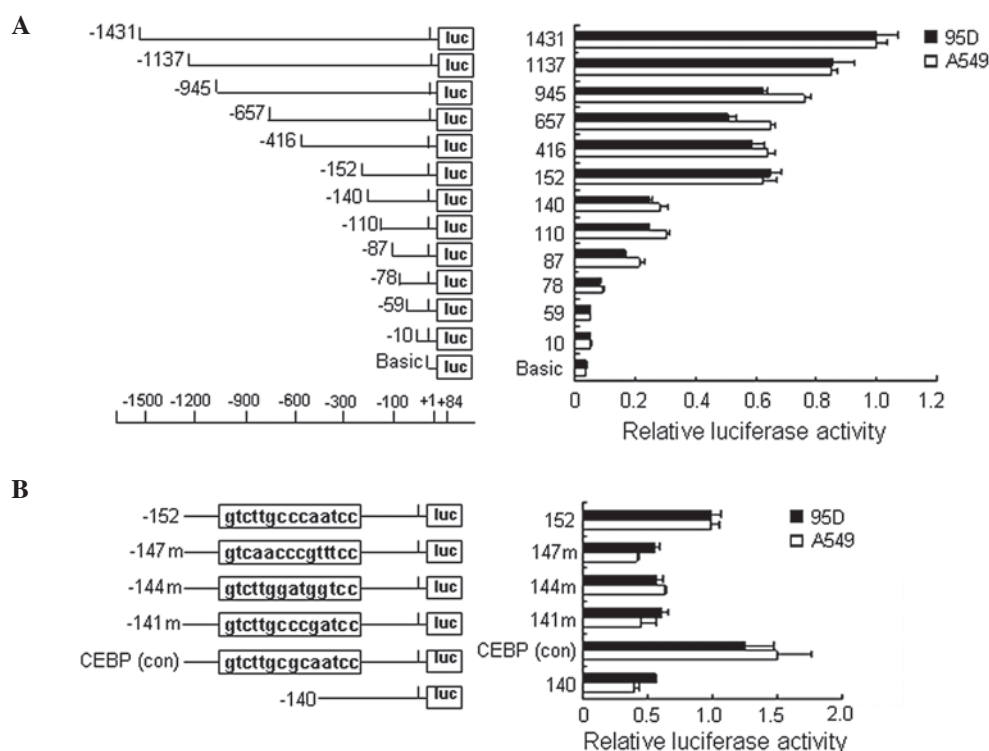 A
-1431 luc
-1137 luc
-945 luc
-657 luc
-416 luc
-152 luc
-140 luc
-110 luc
-87 luc
-78 luc
-59 luc
-10 luc
Basic luc
-1500 -1200 -900 -600 -300 -100 +1+84
1431
1137
945
657
416
152
140
110
87
78
59
10
Basic
95D
A549
0 0.2 0.4 0.6 0.8 1.0 1.2
Relative luciferase activity
B
-152 gtcttgcccaatcc luc
-147m gtcaacccgtttcc luc
-144m gtcttggatggtcc luc
-141m gtcttgcccgatcc luc
CEBP (con) gtcttgcgcaatcc luc
-140 luc
152
147m
144m
141m
CEBP (con)
140
95D
A549
0 0.5 1.0 1.5 2.0
Relative luciferase activity